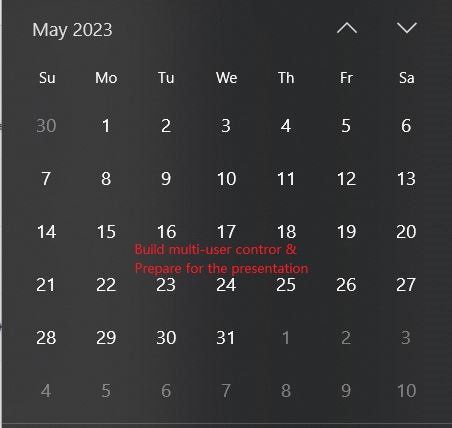 May 2023
Su Mo Tu We Th Fr Sa
30 1 2 3 4 5 6
7 8 9 10 11 12 13
14 15 16 17 18 19 20
Build multi-user contror &
Prepare for the presentation
21 22 23 24 25 26 27
28 29 30 31 1 2 3
4 5 6 7 8 9 10